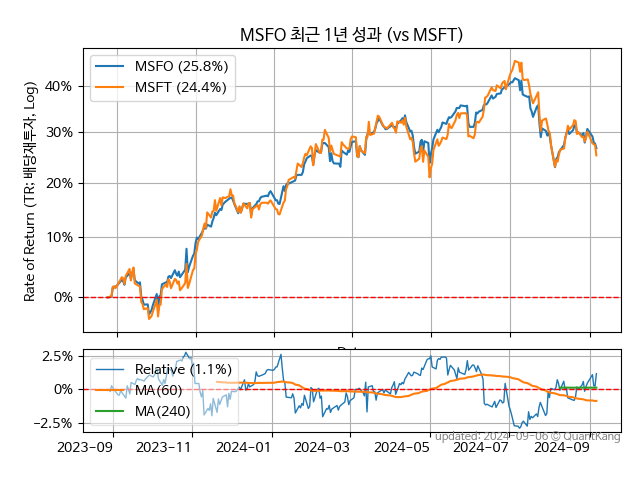 MSFO 최근 1년 성과 (vs MSFT)
Rate of Return (TR: 배당재투자, Log)
MSFO (25.8%)
MSFT (24.4%)
40%
30%
20%
10%
0%
2.5%
0%
−2.5%
Relative (1.1%)
MA(60)
MA(240)
updated: 2024-09-06 © QuantKang
2023-09 2023-11 2024-01 2024-03 2024-05 2024-07 2024-09